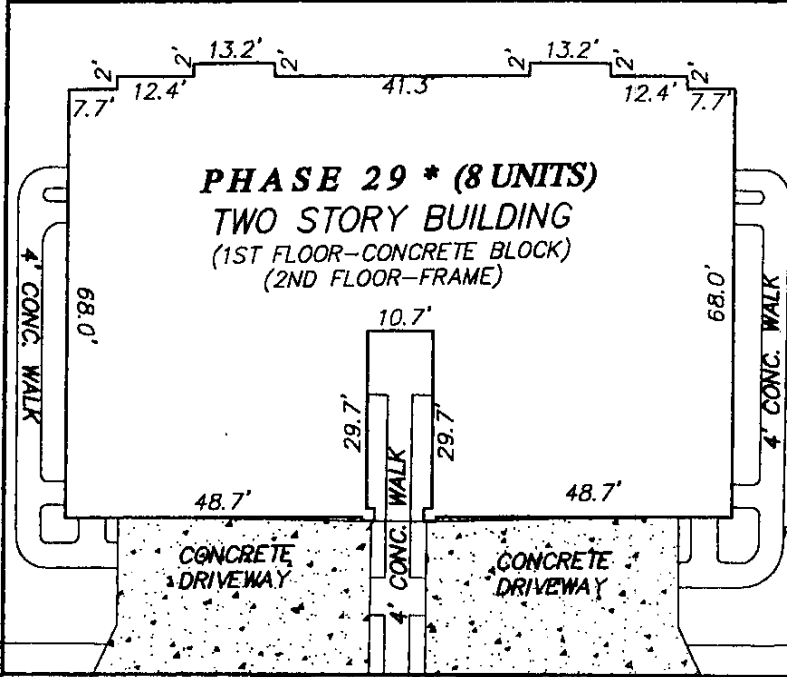 13.2'
13.2'
2'
2'
2'
2'
2'
2'
7.7'
12.4'
41.3'
12.4'
7.7'
PHASE 29 * (8 UNITS)
TWO STORY BUILDING
(1ST FLOOR-CONCRETE BLOCK)
(2ND FLOOR-FRAME)
4' CONC. WALK
68.0'
68.0'
4' CONC. WALK
10.7'
29.7'
29.7'
4' CONC. WALK
48.7'
48.7'
CONCRETE
DRIVEWAY
CONCRETE
DRIVEWAY